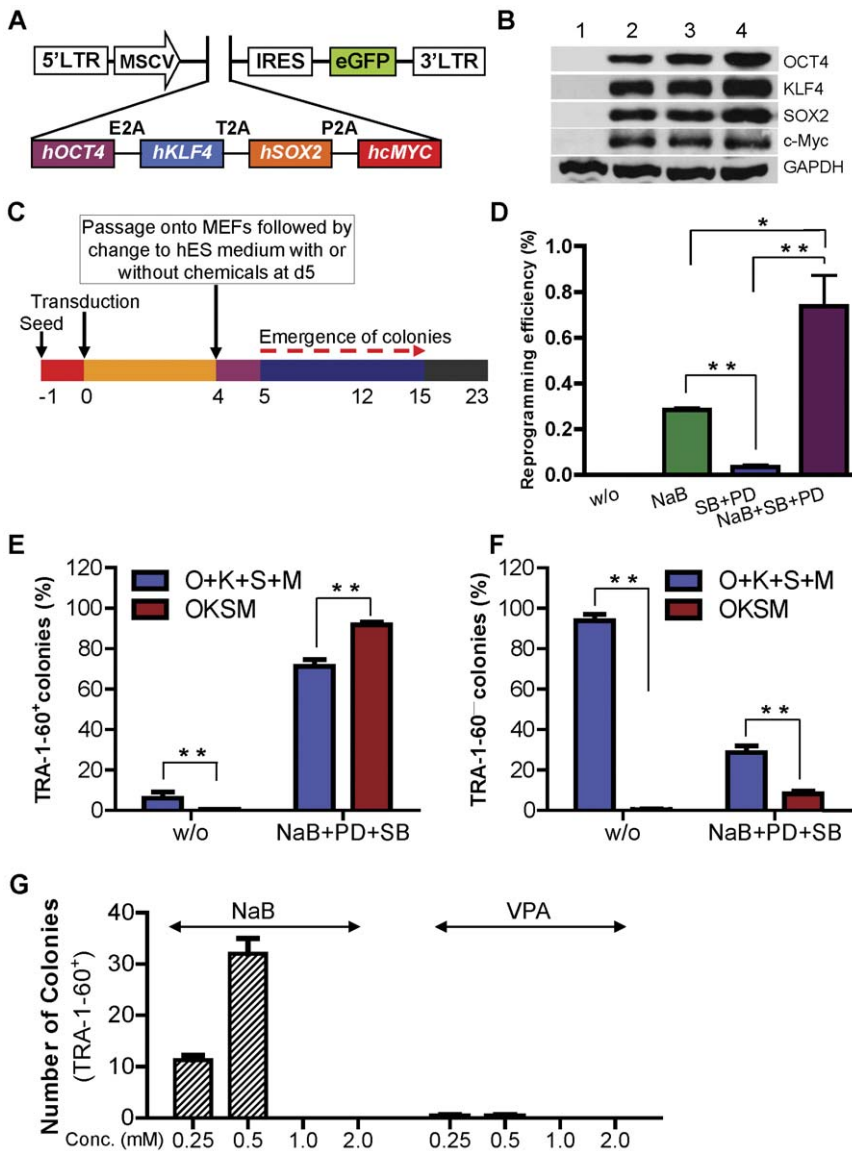 A
5'LTR MSCV IRES eGFP 3'LTR
E2A T2A P2A
hOCT4 hKLF4 hSOX2 hcMYC
B
1 2 3 4
OCT4
KLF4
SOX2
c-Myc
GAPDH
C
Passage onto MEFs followed by
change to hES medium with or
without chemicals at d5
Transduction
Seed
Emergence of colonies
-1 0 4 5 12 15 23
D
Reprogramming efficiency (%)
1.0
0.8
0.6
0.4
0.2
0.0
*
**
**
w/o NaB SB+PD NaB+SB+PD
E
TRA-1-60+colonies (%)
120
100
80
60
40
20
0
O+K+S+M
OKSM
**
**
w/o NaB+PD+SB
F
TRA-1-60— colonies (%)
120
100
80
60
40
20
0
O+K+S+M
OKSM
**
**
w/o NaB+PD+SB
G
Number of Colonies
(TRA-1-60+)
40
30
20
10
0
NaB VPA
Conc. (mM) 0.25 0.5 1.0 2.0 0.25 0.5 1.0 2.0